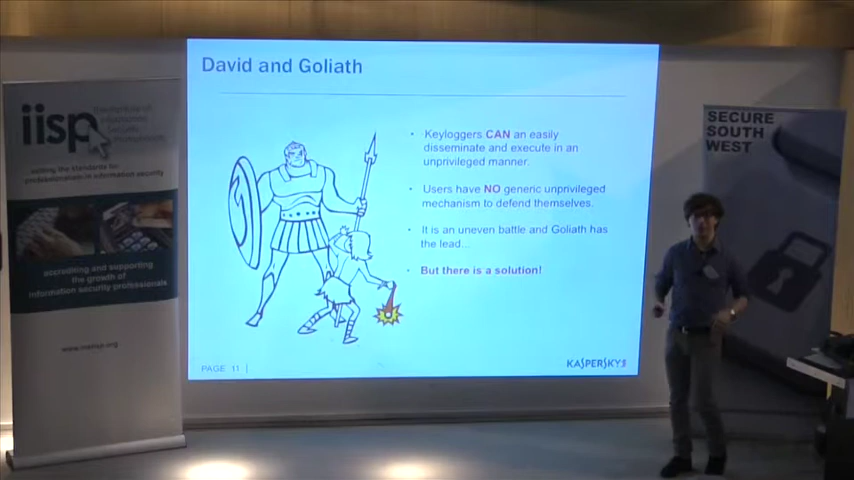 David and Goliath
Keyloggers CAN an easily
disseminate and execute in an
unprivileged manner.
Users have NO generic unprivileged
mechanism to defend themselves.
It is an uneven battle and Goliath has
the lead...
But there is a solution!
PAGE 11
KASPERSKY
iisp
setting the standards for
professionalism in information security
accrediting and supporting
the growth of
information security professionals
SECURE
SOUTH
WEST